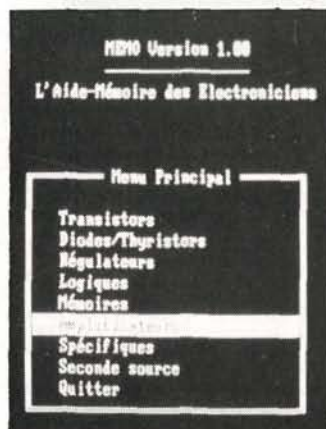 MEMO Version 1.00
L'Aide-Mémoire des Electroniciens
Menu Principal
Transistors
Diodes/Thyristors
Régulateurs
Logiques
Mémoires
Spécifiques
Seconde source
Quitter